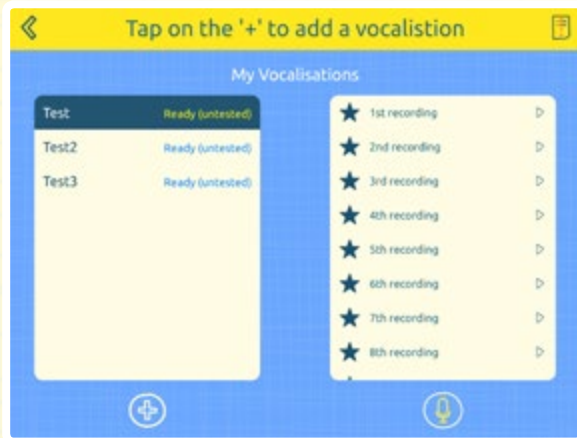 Tap on the '+' to add a vocalistion
My Vocalisations
Test Ready (untested)
Test2 Ready (untested)
Test3 Ready (untested)
1st recording
2nd recording
3rd recording
4th recording
5th recording
6th recording
7th recording
8th recording